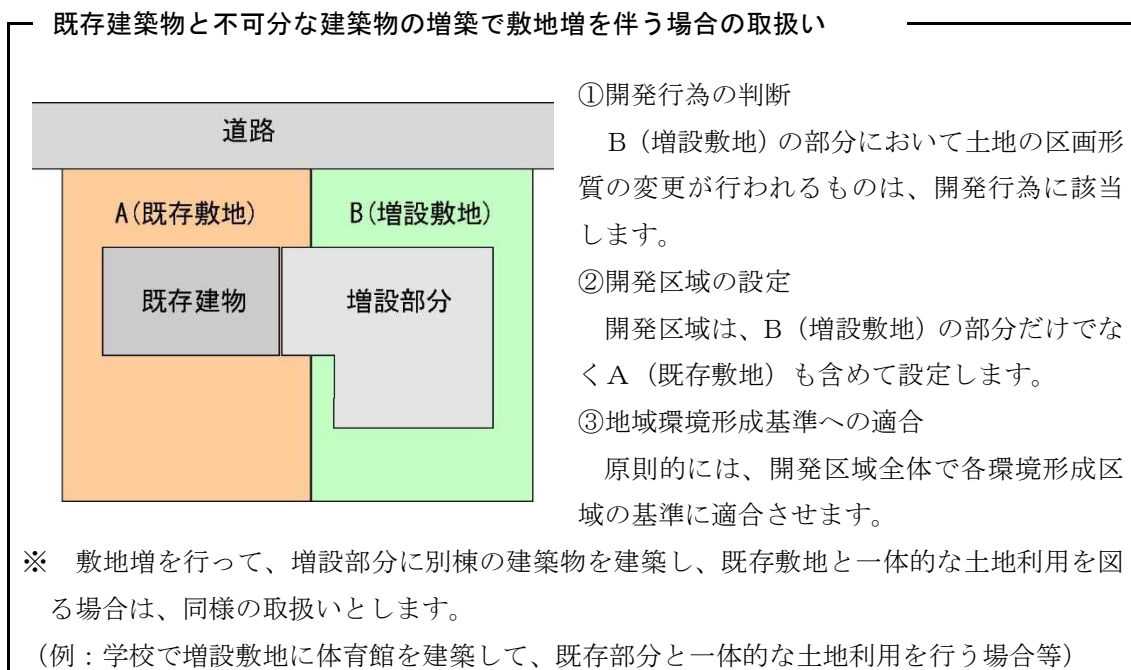 既存建築物と不可分な建築物の増築で敷地増を伴う場合の取扱い
道路
A(既存敷地)
B(増設敷地)
既存建物
増設部分
①開発行為の判断
B（増設敷地）の部分において土地の区画形
質の変更が行われるものは、開発行為に該当
します。
②開発区域の設定
開発区域は、B（増設敷地）の部分だけでな
くA（既存敷地）も含めて設定します。
③地域環境形成基準への適合
原則的には、開発区域全体で各環境形成区
域の基準に適合させます。
※　敷地増を行って、増設部分に別棟の建築物を建築し、既存敷地と一体的な土地利用を図
る場合は、同様の取扱いとします。
（例：学校で増設敷地に体育館を建築して、既存部分と一体的な土地利用を行う場合等）